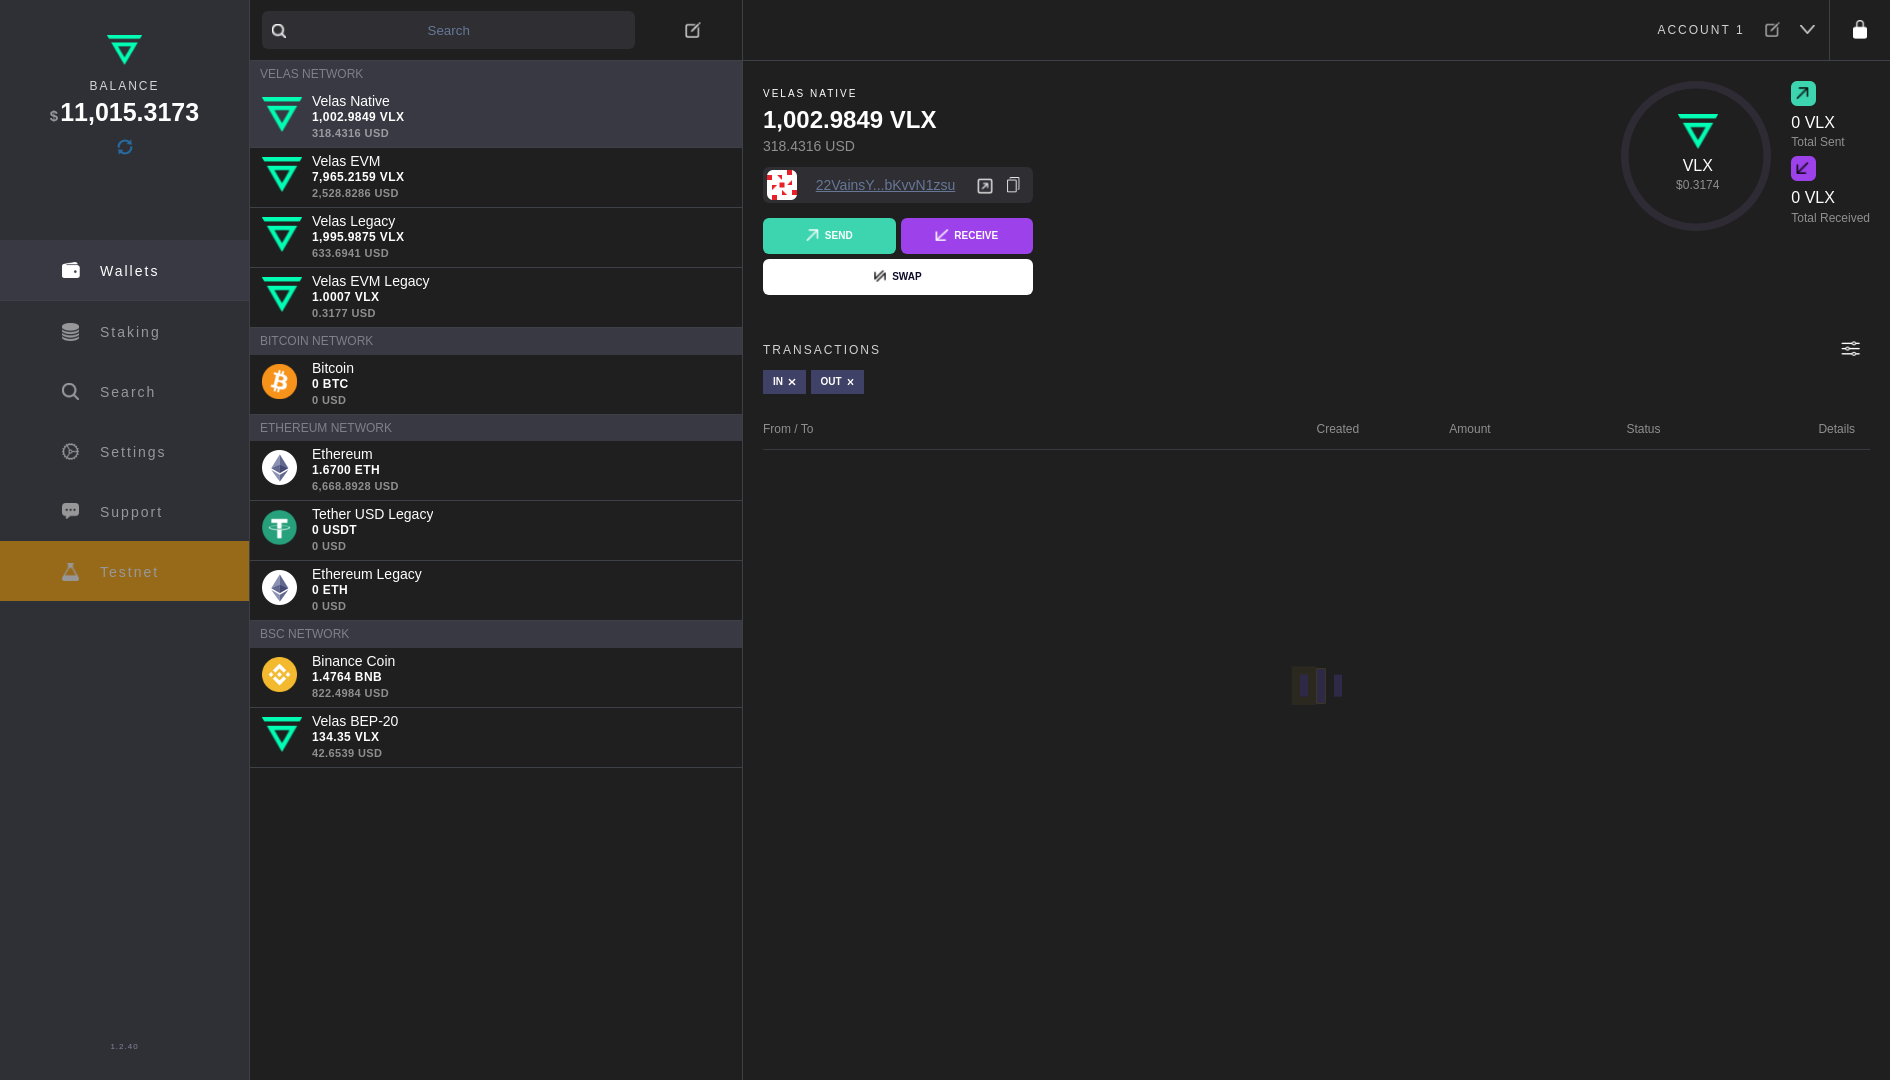 BALANCE
$11,015.3173
Wallets
Staking
Search
Settings
Support
Testnet
1.2.40
Search
VELAS NETWORK
Velas Native
1,002.9849 VLX
318.4316 USD
Velas EVM
7,965.2159 VLX
2,528.8286 USD
Velas Legacy
1,995.9875 VLX
633.6941 USD
Velas EVM Legacy
1.0007 VLX
0.3177 USD
BITCOIN NETWORK
Bitcoin
0 BTC
0 USD
ETHEREUM NETWORK
Ethereum
1.6700 ETH
6,668.8928 USD
Tether USD Legacy
0 USDT
0 USD
Ethereum Legacy
0 ETH
0 USD
BSC NETWORK
Binance Coin
1.4764 BNB
822.4984 USD
Velas BEP-20
134.35 VLX
42.6539 USD
ACCOUNT 1
VELAS NATIVE
1,002.9849 VLX
318.4316 USD
22VainsY...bKvvN1zsu
SEND
RECEIVE
SWAP
VLX
$0.3174
0 VLX
Total Sent
0 VLX
Total Received
TRANSACTIONS
IN ×
OUT ×
From / To Created Amount Status Details